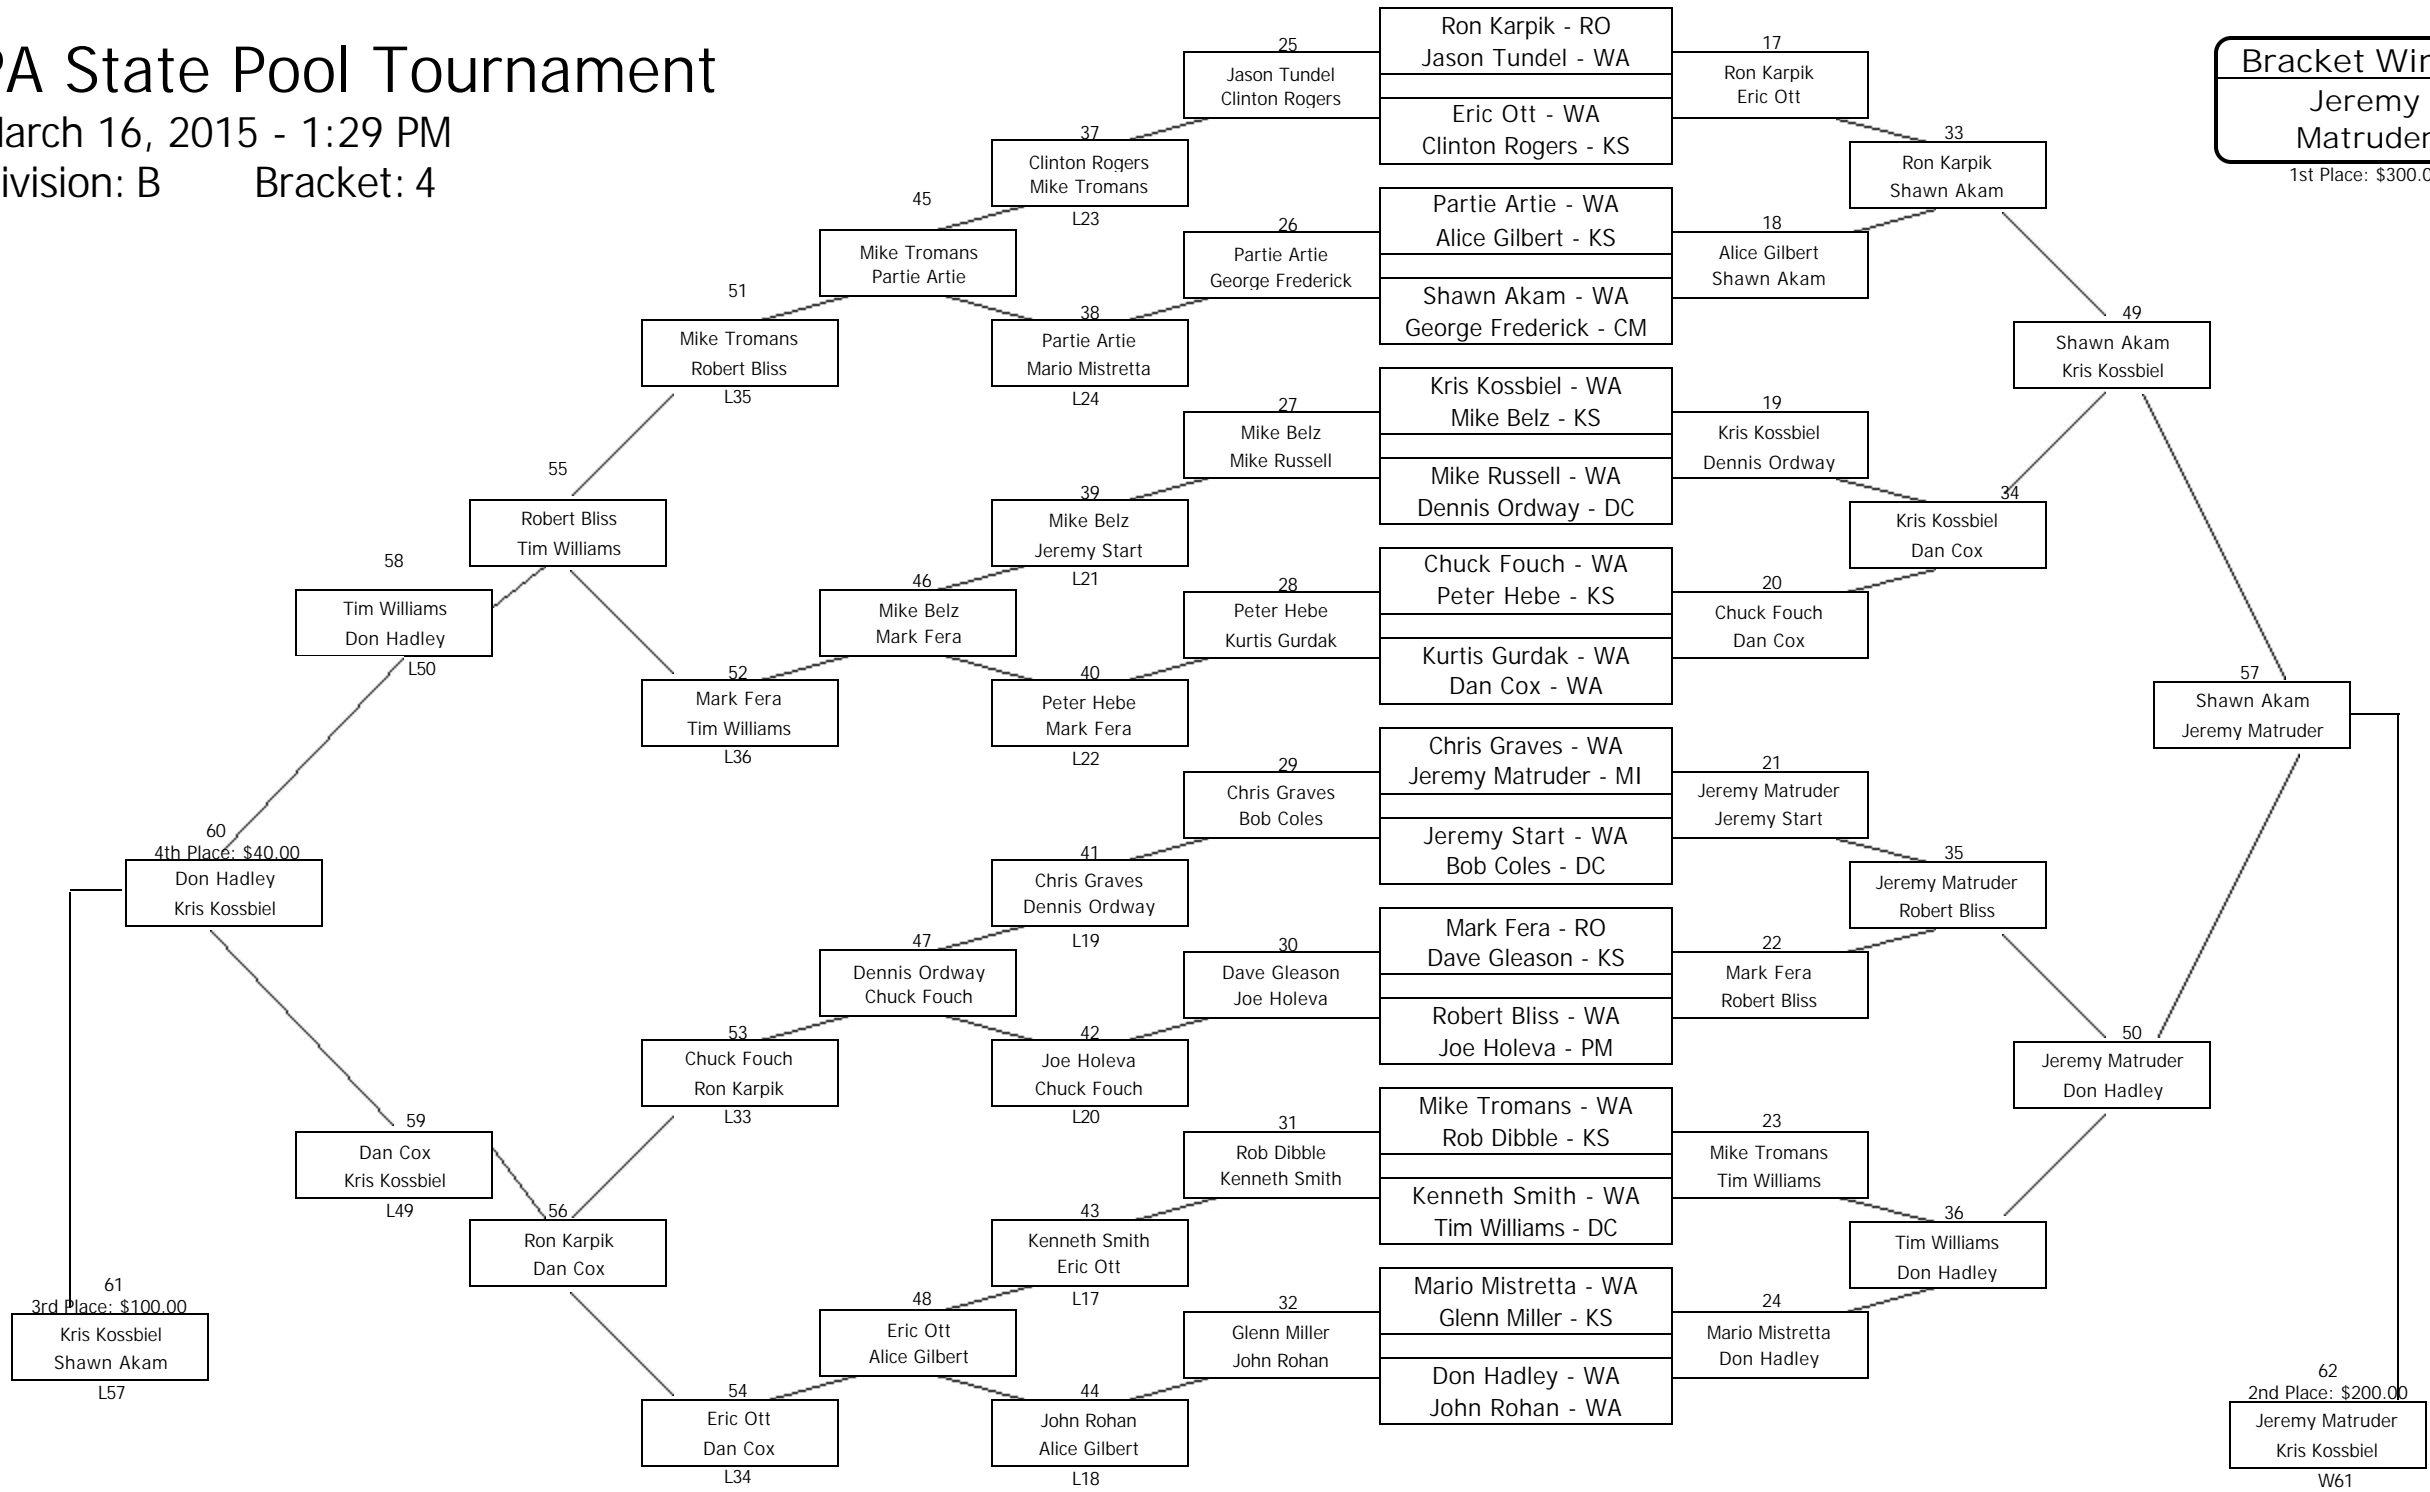 PA State Pool Tournament
March 16, 2015 - 1:29 PM
Division: B Bracket: 4
Bracket Win
Jeremy
Matruder
1st Place: $300.0
Ron Karpik - RO
Jason Tundel - WA
Eric Ott - WA
Clinton Rogers - KS
Partie Artie - WA
Alice Gilbert - KS
Shawn Akam - WA
George Frederick - CM
Kris Kossbiel - WA
Mike Belz - KS
Mike Russell - WA
Dennis Ordway - DC
Chuck Fouch - WA
Peter Hebe - KS
Kurtis Gurdak - WA
Dan Cox - WA
Chris Graves - WA
Jeremy Matruder - MI
Jeremy Start - WA
Bob Coles - DC
Mark Fera - RO
Dave Gleason - KS
Robert Bliss - WA
Joe Holeva - PM
Mike Tromans - WA
Rob Dibble - KS
Kenneth Smith - WA
Tim Williams - DC
Mario Mistretta - WA
Glenn Miller - KS
Don Hadley - WA
John Rohan - WA
17
Ron Karpik
Eric Ott
18
Alice Gilbert
Shawn Akam
19
Kris Kossbiel
Dennis Ordway
20
Chuck Fouch
Dan Cox
21
Jeremy Matruder
Jeremy Start
22
Mark Fera
Robert Bliss
23
Mike Tromans
Tim Williams
24
Mario Mistretta
Don Hadley
33
Ron Karpik
Shawn Akam
34
Kris Kossbiel
Dan Cox
35
Jeremy Matruder
Robert Bliss
36
Tim Williams
Don Hadley
49
Shawn Akam
Kris Kossbiel
50
Jeremy Matruder
Don Hadley
57
Shawn Akam
Jeremy Matruder
62
2nd Place: $200.00
Jeremy Matruder
Kris Kossbiel
W61
25
Jason Tundel
Clinton Rogers
26
Partie Artie
George Frederick
27
Mike Belz
Mike Russell
28
Peter Hebe
Kurtis Gurdak
29
Chris Graves
Bob Coles
30
Dave Gleason
Joe Holeva
31
Rob Dibble
Kenneth Smith
32
Glenn Miller
John Rohan
37
Clinton Rogers
Mike Tromans
L23
38
Partie Artie
Mario Mistretta
L24
39
Mike Belz
Jeremy Start
L21
40
Peter Hebe
Mark Fera
L22
41
Chris Graves
Dennis Ordway
L19
42
Joe Holeva
Chuck Fouch
L20
43
Kenneth Smith
Eric Ott
L17
44
John Rohan
Alice Gilbert
L18
45
Mike Tromans
Partie Artie
46
Mike Belz
Mark Fera
47
Dennis Ordway
Chuck Fouch
48
Eric Ott
Alice Gilbert
51
Mike Tromans
Robert Bliss
L35
52
Mark Fera
Tim Williams
L36
53
Chuck Fouch
Ron Karpik
L33
54
Eric Ott
Dan Cox
L34
55
Robert Bliss
Tim Williams
56
Ron Karpik
Dan Cox
58
Tim Williams
Don Hadley
L50
59
Dan Cox
Kris Kossbiel
L49
60
4th Place: $40.00
Don Hadley
Kris Kossbiel
61
3rd Place: $100.00
Kris Kossbiel
Shawn Akam
L57